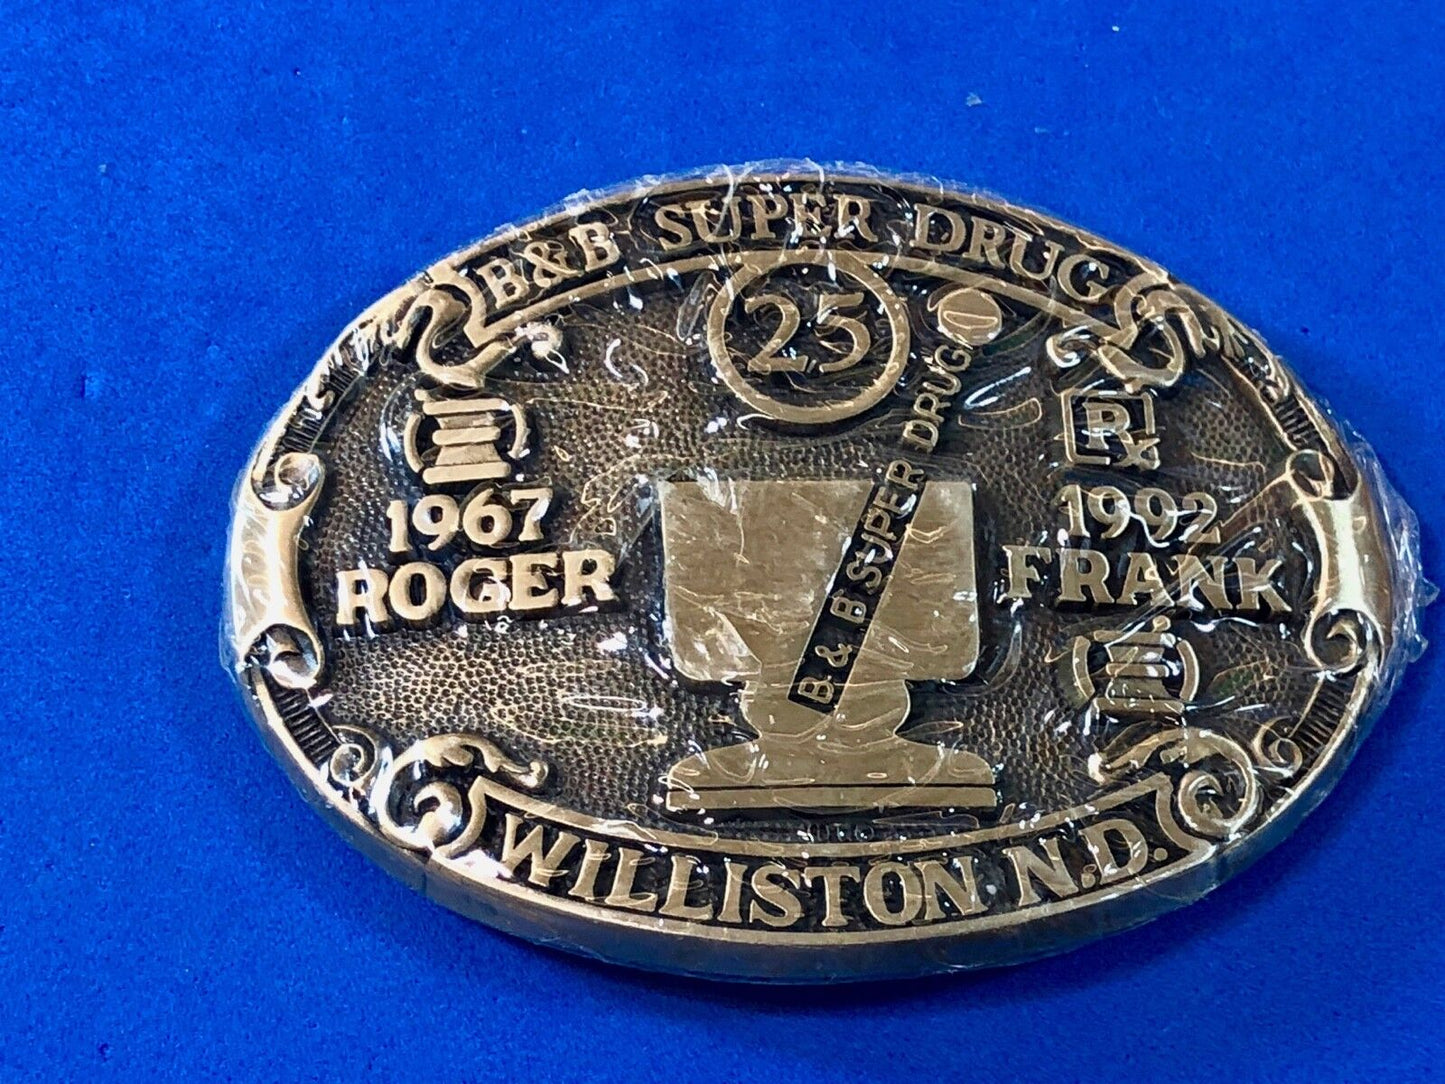 B&B SUPER DRUG
25
1967
ROGER
B & B SUPER DRUG
Rx
1992
FRANK
WILLISTON N.D.